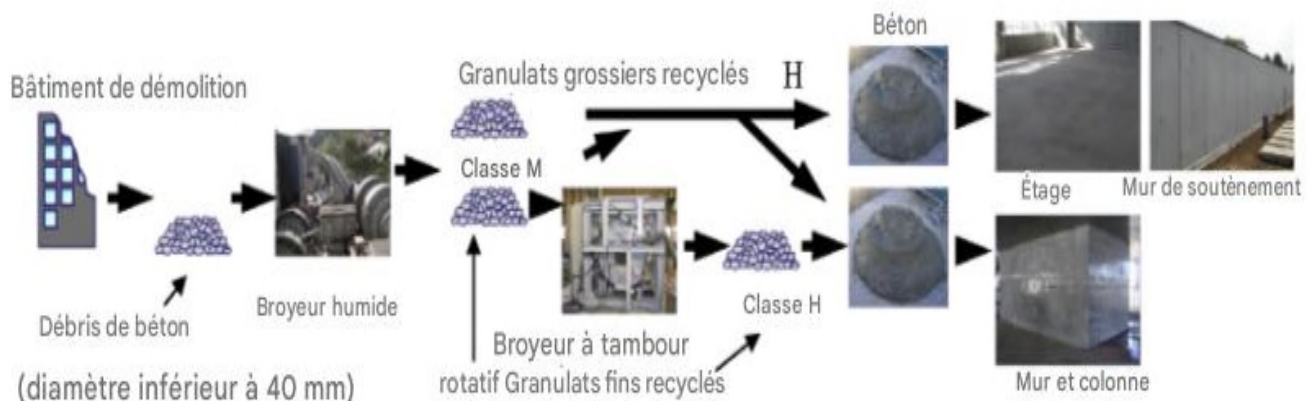 Bâtiment de démolition
Débris de béton
(diamètre inférieur à 40 mm)
Broyeur humide
Granulats grossiers recyclés
H
Classe M
Broyeur à tambour
rotatif Granulats fins recyclés
Classe H
Béton
Étage
Mur de soutènement
Mur et colonne